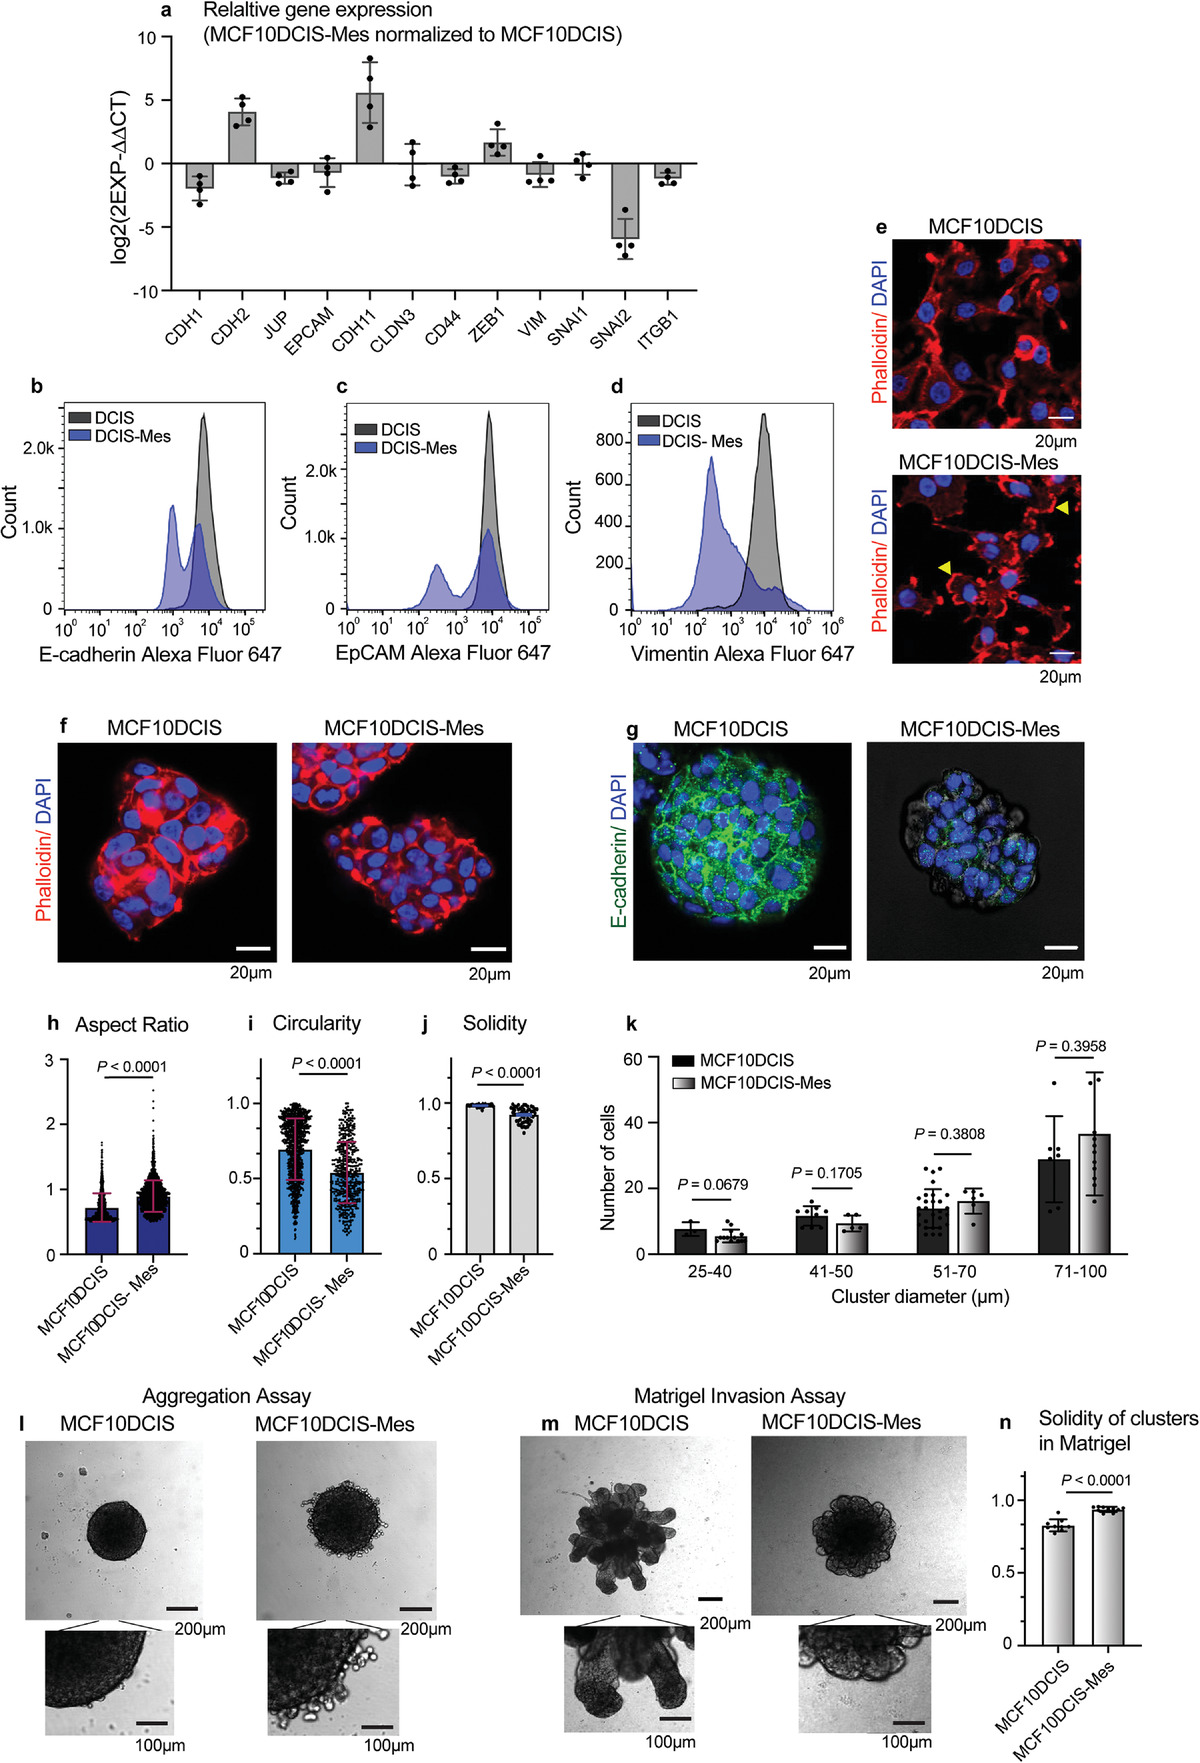 a Relaltive gene expression
(MCF10DCIS-Mes normalized to MCF10DCIS)
log2(2EXP-ΔΔCT)
10
5
0
-5
-10
CDH1 CDH2 JUP EPCAM CDH11 CLDN3 CD44 ZEB1 VIM SNAI1 SNAI2 ITGB1
b
DCIS
DCIS-Mes
Count
2.0k
1.0k
0
10⁰ 10¹ 10² 10³ 10⁴ 10⁵
E-cadherin Alexa Fluor 647
c
DCIS
DCIS-Mes
Count
2.0k
1.0k
0
10⁰ 10¹ 10² 10³ 10⁴ 10⁵
EpCAM Alexa Fluor 647
d
DCIS
DCIS- Mes
Count
800
600
400
200
0
10⁰ 10¹ 10² 10³ 10⁴ 10⁵ 10⁶
Vimentin Alexa Fluor 647
e MCF10DCIS
Phalloidin/ DAPI
20µm
MCF10DCIS-Mes
Phalloidin/ DAPI
20µm
f MCF10DCIS MCF10DCIS-Mes
Phalloidin/ DAPI
20µm 20µm
g MCF10DCIS MCF10DCIS-Mes
E-cadherin/ DAPI
20µm 20µm
h Aspect Ratio
P < 0.0001
3
2
1
0
MCF10DCIS
MCF10DCIS- Mes
i Circularity
P < 0.0001
1.0
0.5
0
MCF10DCIS
MCF10DCIS- Mes
j Solidity
P < 0.0001
1.0
0.5
0
MCF10DCIS
MCF10DCIS-Mes
k
MCF10DCIS
MCF10DCIS-Mes
Number of cells
60
40
20
0
P = 0.0679
P = 0.1705
P = 0.3808
P = 0.3958
25-40 41-50 51-70 71-100
Cluster diameter (µm)
Aggregation Assay
l MCF10DCIS MCF10DCIS-Mes
200µm 200µm
100µm 100µm
Matrigel Invasion Assay
m MCF10DCIS MCF10DCIS-Mes
200µm 200µm
100µm 100µm
n Solidity of clusters
in Matrigel
P < 0.0001
1.0
0.5
0
MCF10DCIS
MCF10DCIS-Mes